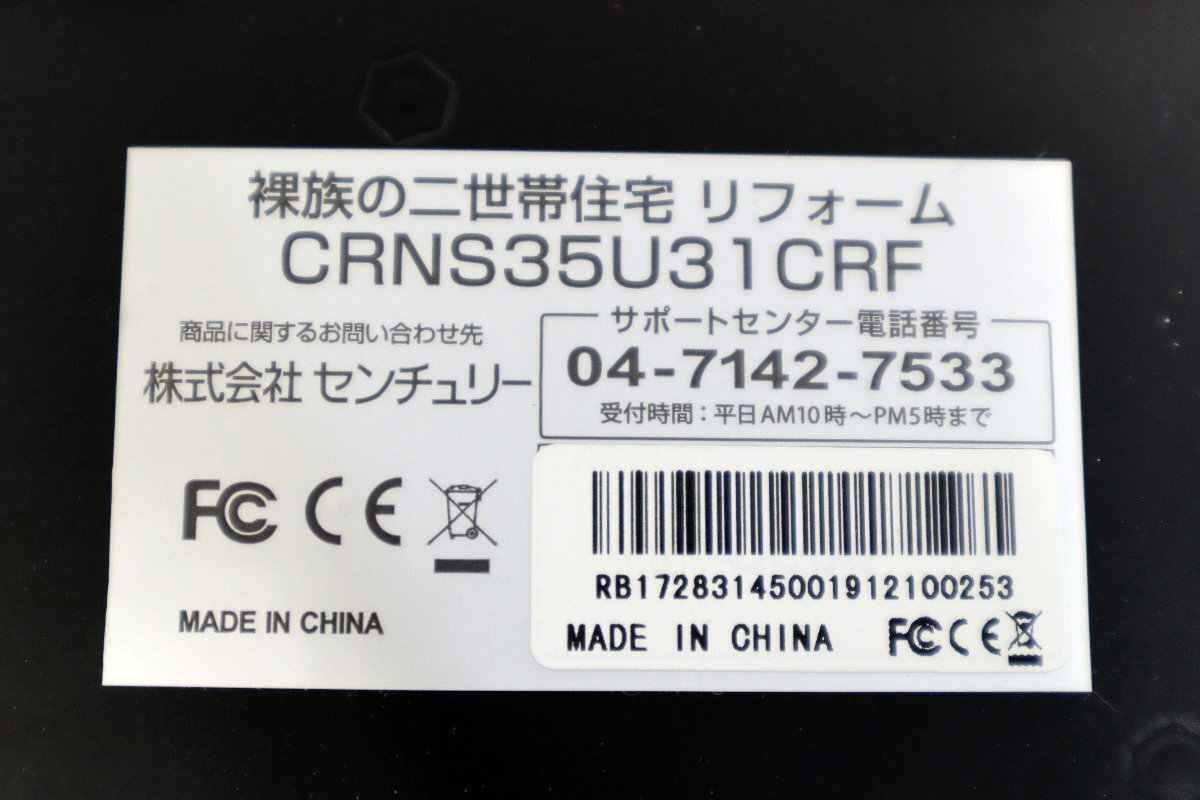 裸族の二世帯住宅 リフォーム
CRNS35U31CRF
商品に関するお問い合わせ先
株式会社 センチュリー
サポートセンター電話番号
04-7142-7533
受付時間：平日AM10時～PM5時まで
FC CE
MADE IN CHINA
RB17283145001912100253
MADE IN CHINA FC CE